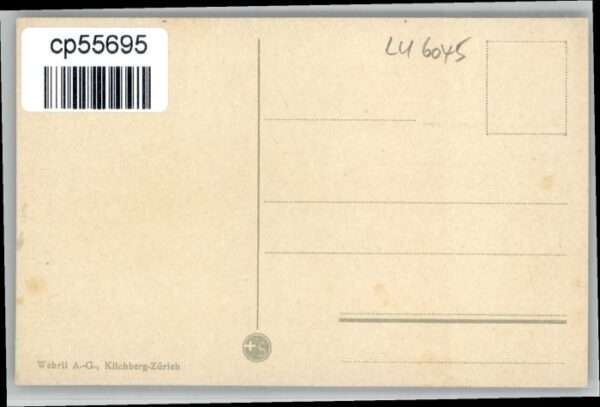 cp55695
LU 6045
Wehrli A.-G., Kilchberg-Zürich